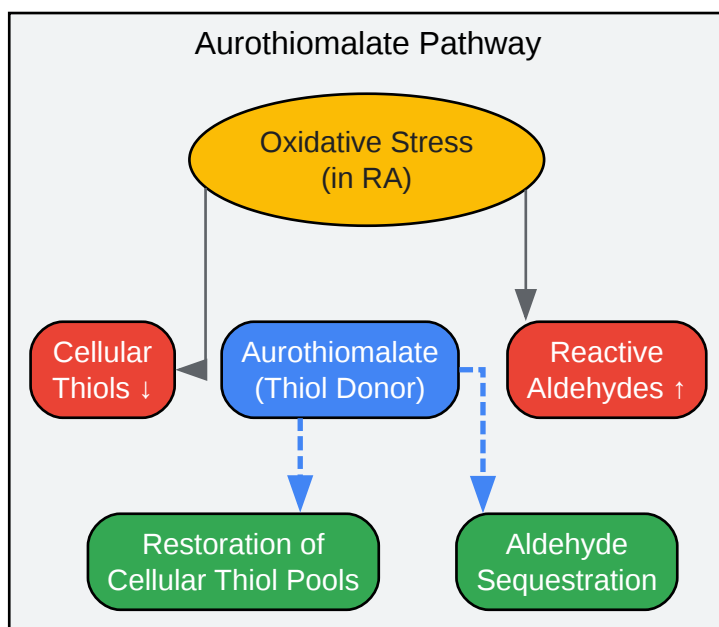 Aurothiomalate Pathway
Oxidative Stress
(in RA)
Cellular
Thiols ↓
Aurothiomalate
(Thiol Donor)
Reactive
Aldehydes ↑
Restoration of
Cellular Thiol Pools
Aldehyde
Sequestration